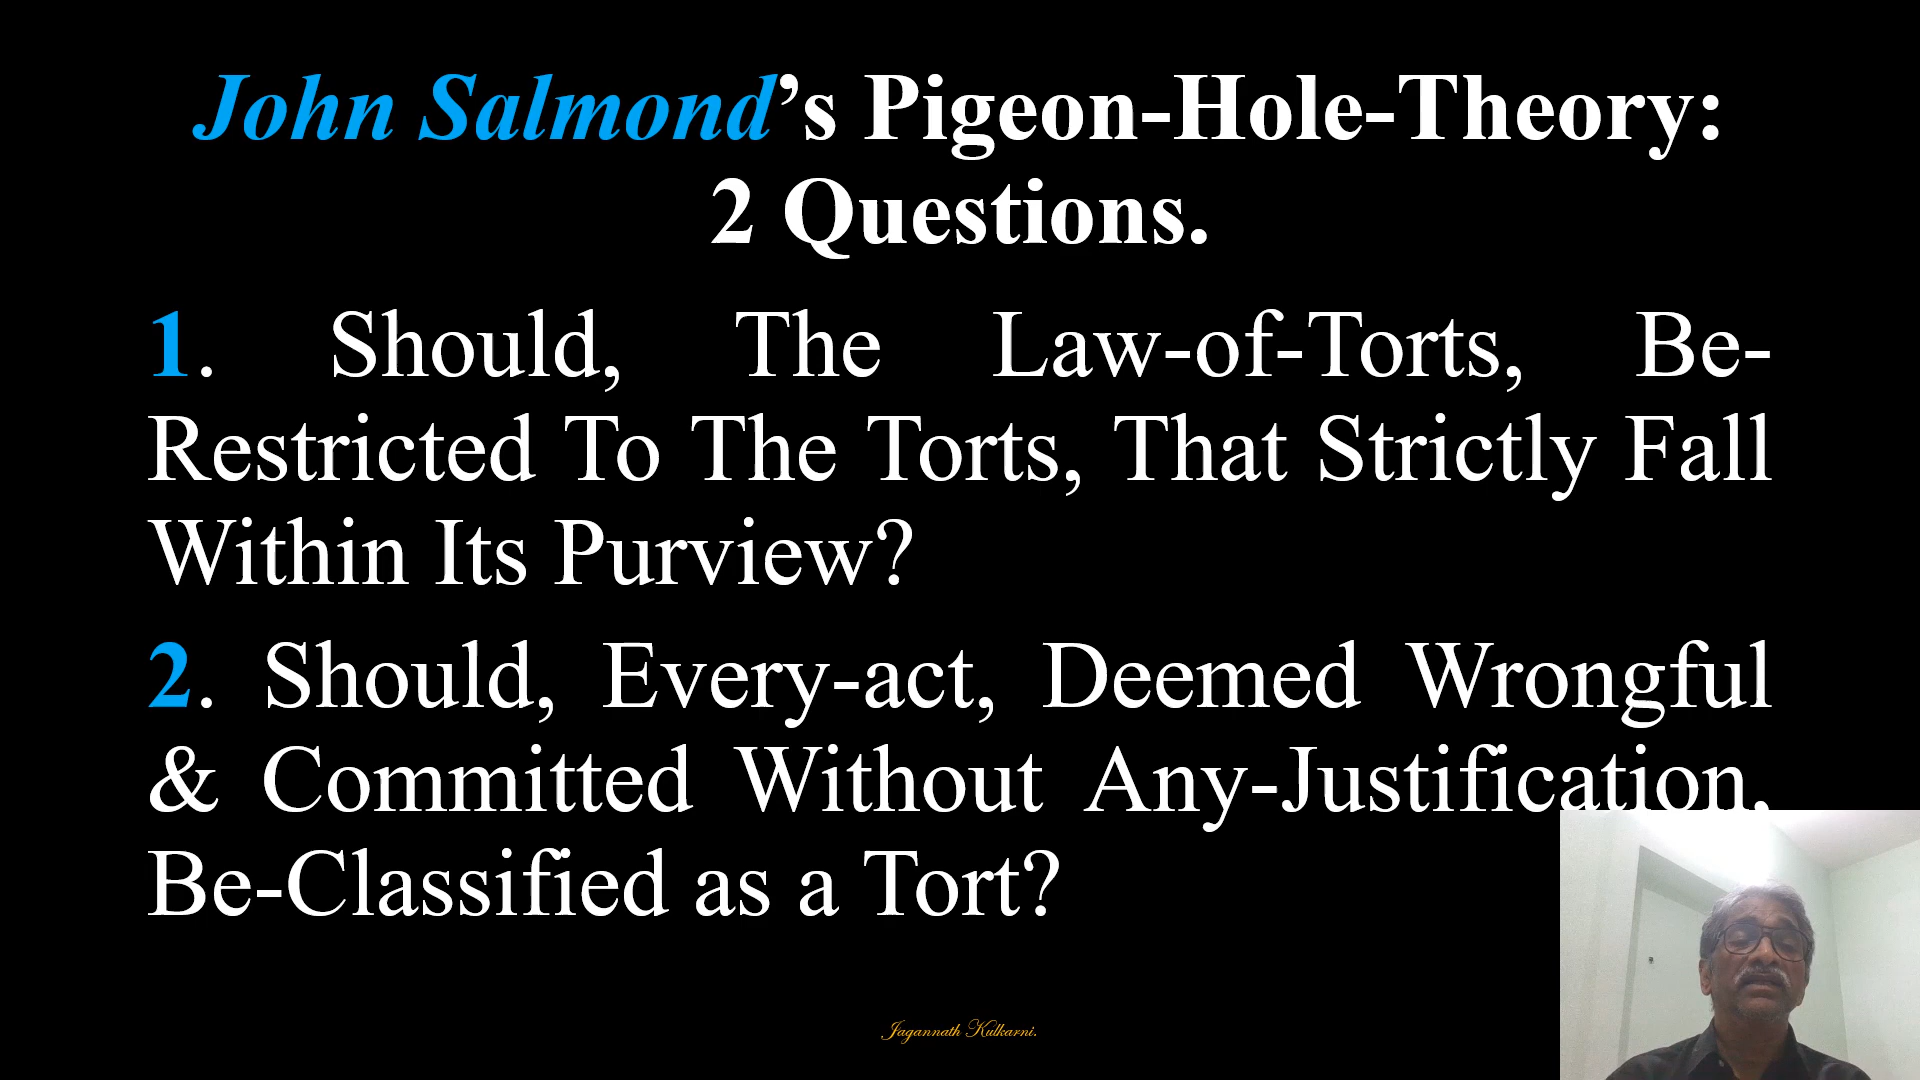 John Salmond’s Pigeon-Hole-Theory:
2 Questions.
1. Should, The Law-of-Torts, Be-
Restricted To The Torts, That Strictly Fall
Within Its Purview?
2. Should, Every-act, Deemed Wrongful
& Committed Without Any-Justification,
Be-Classified as a Tort?
Jagannath Kulkarni.